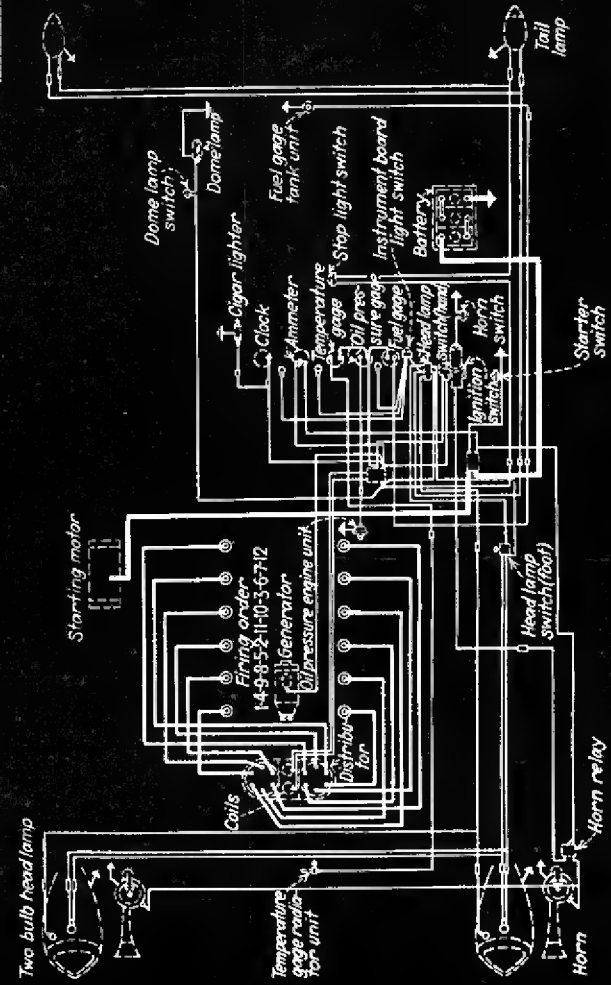 Two bulb head lamp
Temperature
gage radia-
tor unit
Horn
Horn relay
Coils
Distribu-
tor
Firing order
1-4-9-8-5-2-11-10-3-6-7-12
Generator
Oil pressure engine unit
Starting motor
Head lamp
switch (foot)
Dome lamp
switch
Dome lamp
Cigar lighter
Clock
Ammeter
Temperature
gage
Oil pres-
sure gage
Fuel gage
Head lamp
switch (hand)
Ignition
switch
Horn
switch
Starter
switch
Fuel gage
tank unit
Stop light switch
Instrument board
light switch
Battery
Tail
lamp